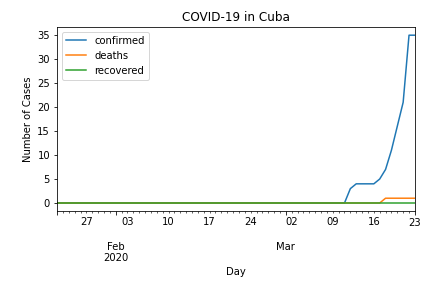 COVID-19 in Cuba
confirmed
deaths
recovered
Number of Cases
35
30
25
20
15
10
5
0
27 03 10 17 24 02 09 16 23
Feb Mar
2020
Day